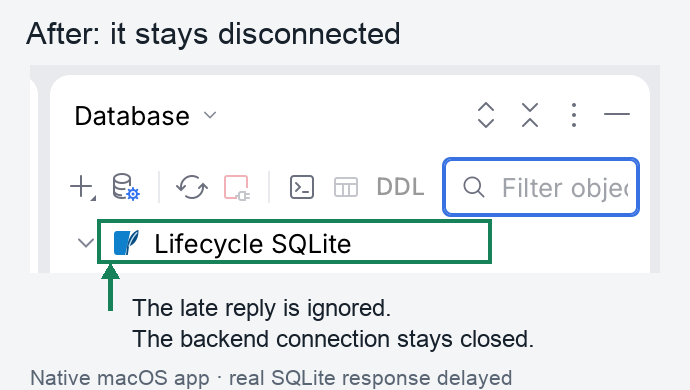 After: it stays disconnected
Database
DDL
Filter objec
Lifecycle SQLite
The late reply is ignored.
The backend connection stays closed.
Native macOS app · real SQLite response delayed